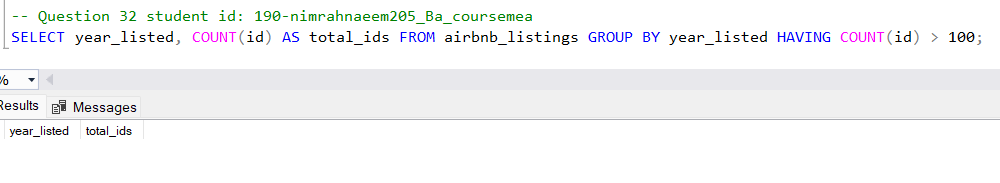 -- Question 32 student id: 190-nimrahnaeem205_Ba_coursemea
SELECT year_listed, COUNT(id) AS total_ids FROM airbnb_listings GROUP BY year_listed HAVING COUNT(id) > 100;
%
Results Messages
year_listed total_ids